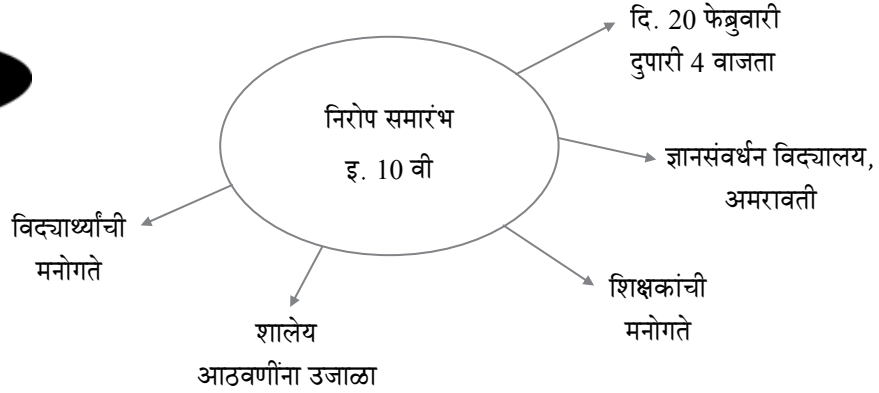 निरोप समारंभ
इ. 10 वी
दि. 20 फेब्रुवारी
दुपारी 4 वाजता
ज्ञानसंवर्धन विद्यालय,
अमरावती
शिक्षकांची
मनोगते
शालेय
आठवणींना उजाळा
विद्यार्थ्यांची
मनोगते